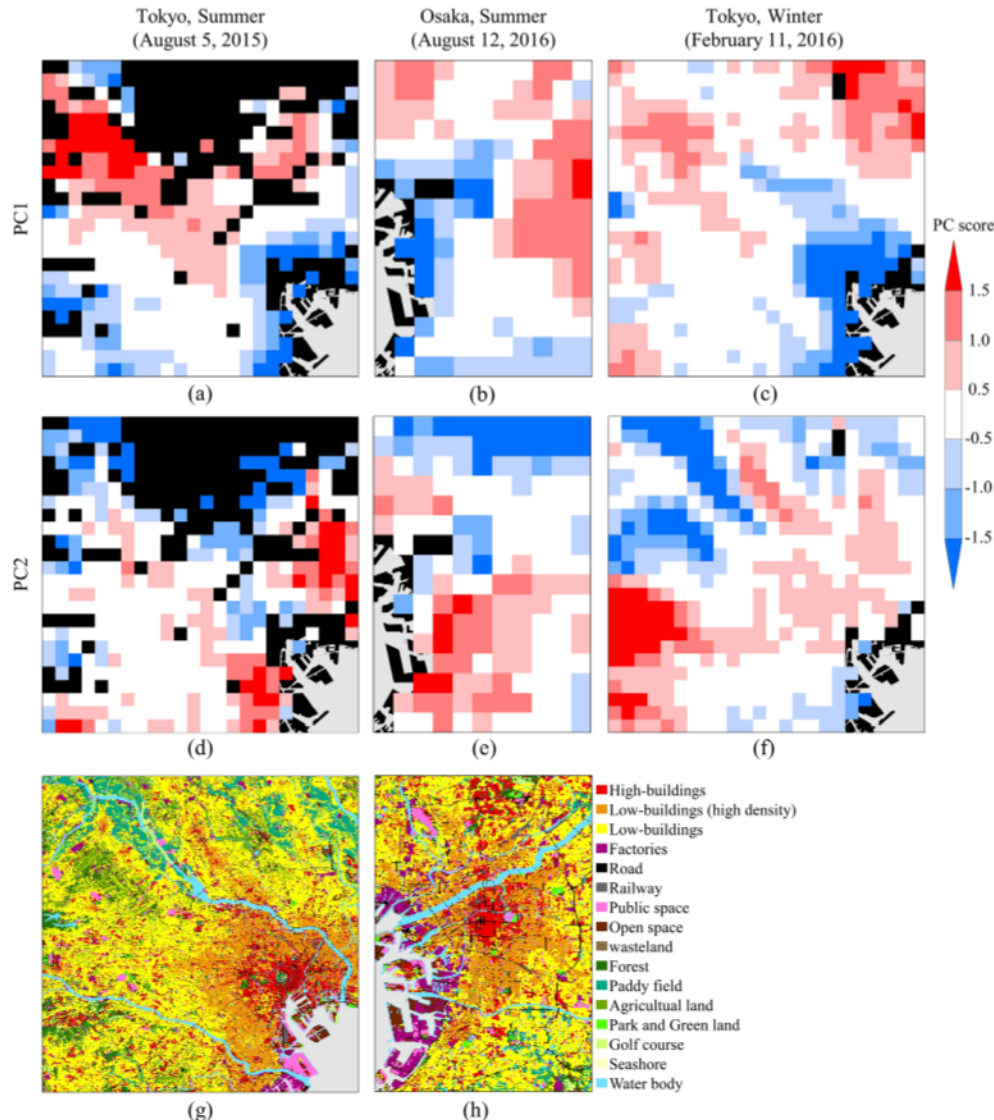 Tokyo, Summer
(August 5, 2015)
Osaka, Summer
(August 12, 2016)
Tokyo, Winter
(February 11, 2016)
PC1
(a)
(b)
(c)
PC score
1.5
1.0
0.5
-0.5
-1.0
-1.5
PC2
(d)
(e)
(f)
High-buildings
Low-buildings (high density)
Low-buildings
Factories
Road
Railway
Public space
Open space
wasteland
Forest
Paddy field
Agricultual land
Park and Green land
Golf course
Seashore
Water body
(g)
(h)